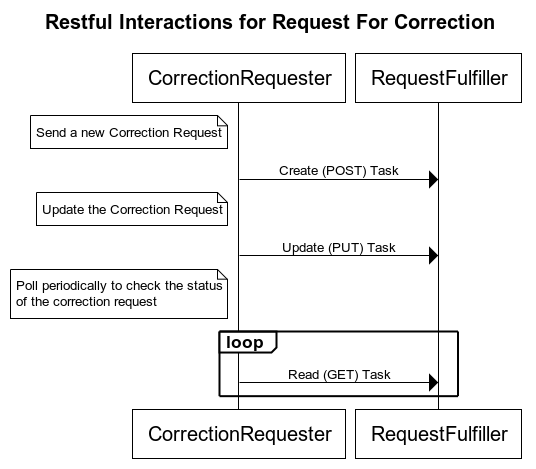 Restful Interactions for Request For Correction
CorrectionRequester
RequestFulfiller
Send a new Correction Request
Create (POST) Task
Update the Correction Request
Update (PUT) Task
Poll periodically to check the status
of the correction request
loop
Read (GET) Task
CorrectionRequester
RequestFulfiller